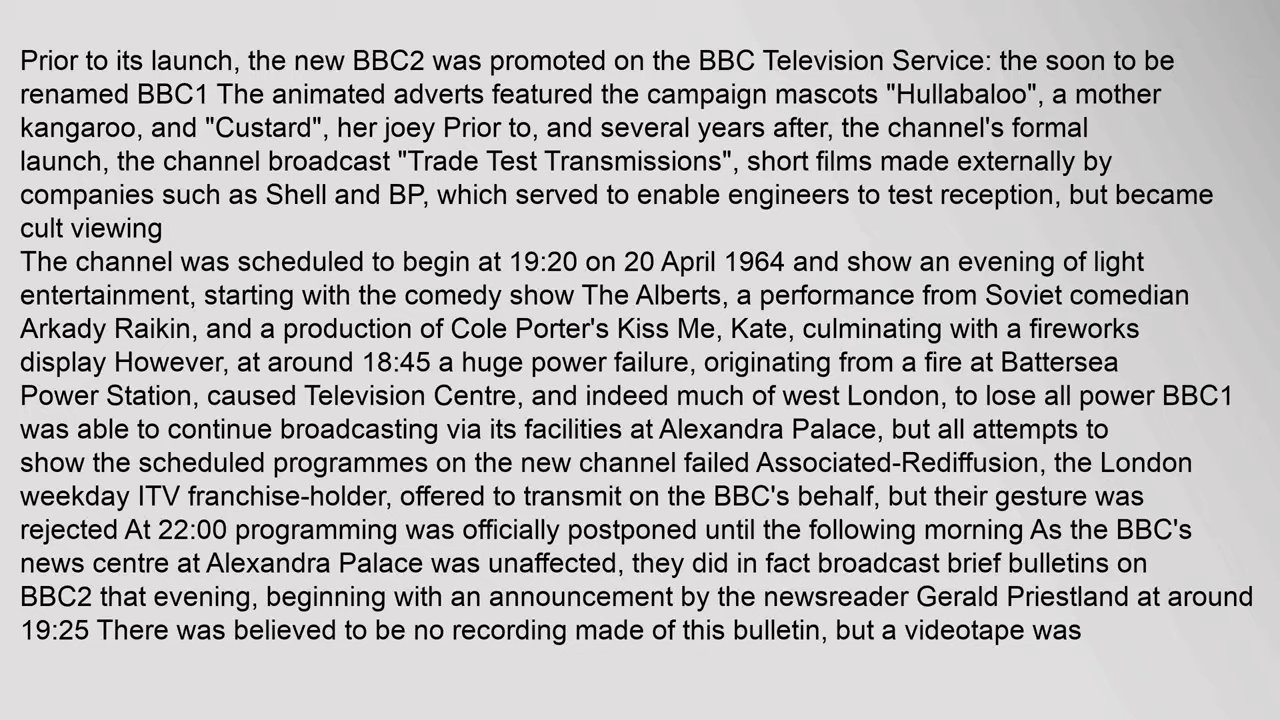 Prior to its launch, the new BBC2 was promoted on the BBC Television Service: the soon to be
renamed BBC1 The animated adverts featured the campaign mascots "Hullabaloo", a mother
kangaroo, and "Custard", her joey Prior to, and several years after, the channel's formal
launch, the channel broadcast "Trade Test Transmissions", short films made externally by
companies such as Shell and BP, which served to enable engineers to test reception, but became
cult viewing
The channel was scheduled to begin at 19:20 on 20 April 1964 and show an evening of light
entertainment, starting with the comedy show The Alberts, a performance from Soviet comedian
Arkady Raikin, and a production of Cole Porter's Kiss Me, Kate, culminating with a fireworks
display However, at around 18:45 a huge power failure, originating from a fire at Battersea
Power Station, caused Television Centre, and indeed much of west London, to lose all power BBC1
was able to continue broadcasting via its facilities at Alexandra Palace, but all attempts to
show the scheduled programmes on the new channel failed Associated-Rediffusion, the London
weekday ITV franchise-holder, offered to transmit on the BBC's behalf, but their gesture was
rejected At 22:00 programming was officially postponed until the following morning As the BBC's
news centre at Alexandra Palace was unaffected, they did in fact broadcast brief bulletins on
BBC2 that evening, beginning with an announcement by the newsreader Gerald Priestland at around
19:25 There was believed to be no recording made of this bulletin, but a videotape was